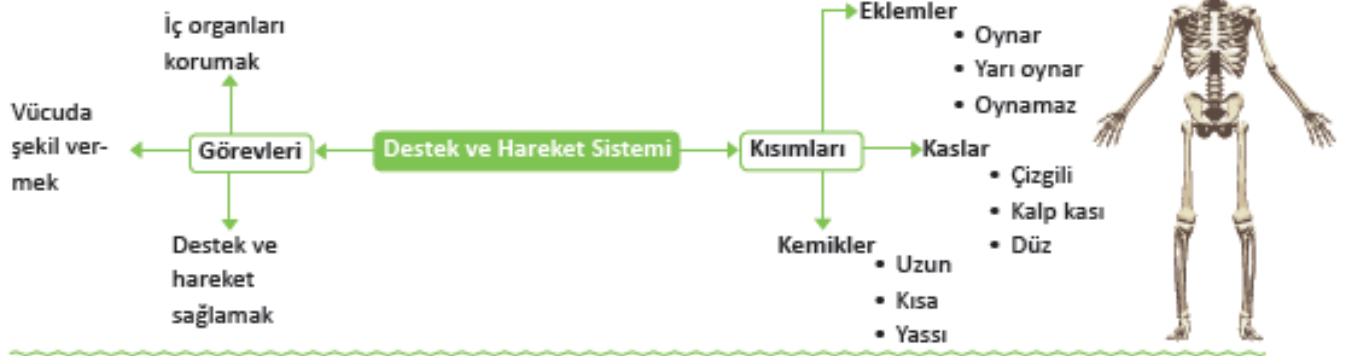 İç organları
korumak
Vücuda
şekil ver-
mek
Görevleri
Destek ve
hareket
sağlamak
Destek ve Hareket Sistemi
Kısımları
Eklemler
• Oynar
• Yarı oynar
• Oynamaz
Kaslar
• Çizgili
• Kalp kası
• Düz
Kemikler
• Uzun
• Kısa
• Yassı